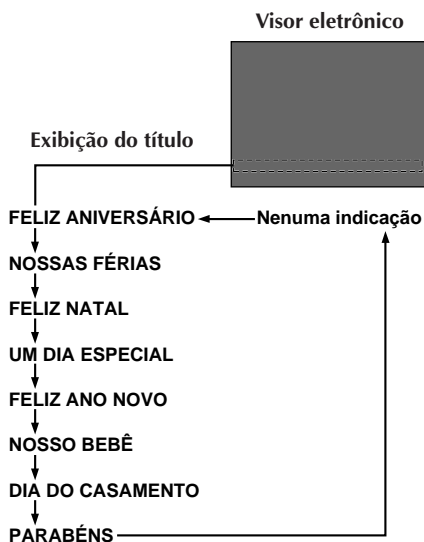 Visor eletrônico
Exibição do título
FELIZ ANIVERSÁRIO Nenuma indicação
NOSSAS FÉRIAS
FELIZ NATAL
UM DIA ESPECIAL
FELIZ ANO NOVO
NOSSO BEBÊ
DIA DO CASAMENTO
PARABÉNS